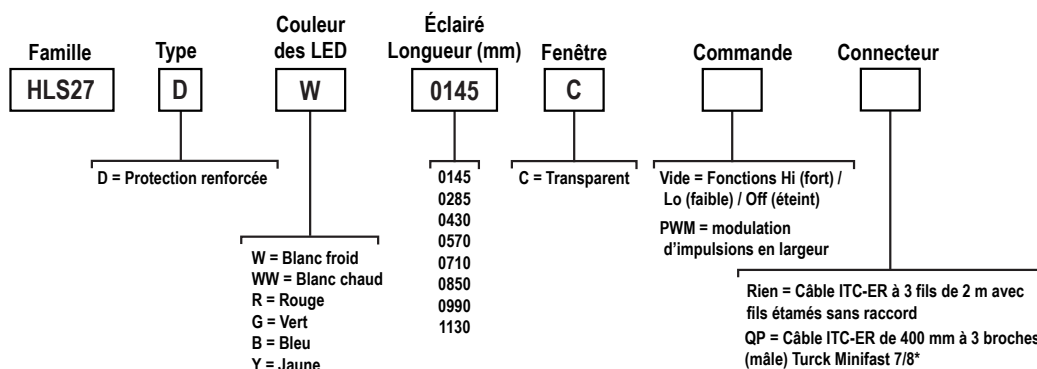 Famille
Type
Couleur
des LED
Éclairé
Longueur (mm)
Fenêtre
Commande
Connecteur
HLS27
D
W
0145
C
D = Protection renforcée
W = Blanc froid
WW = Blanc chaud
R = Rouge
G = Vert
B = Bleu
Y = Jaune
0145
0285
0430
0570
0710
0850
0990
1130
C = Transparent
Vide = Fonctions Hi (fort) /
Lo (faible) / Off (éteint)
PWM = modulation
d'impulsions en largeur
Rien = Câble ITC-ER à 3 fils de 2 m avec
fils étamés sans raccord
QP = Câble ITC-ER de 400 mm à 3 broches
(mâle) Turck Minifast 7/8*